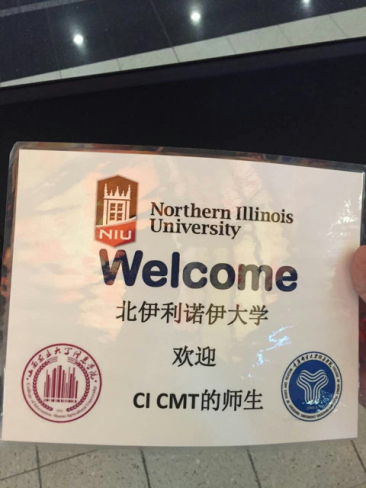 NIU
Northern Illinois
University
Welcome
北伊利诺伊大学
欢迎
CI CMT的师生